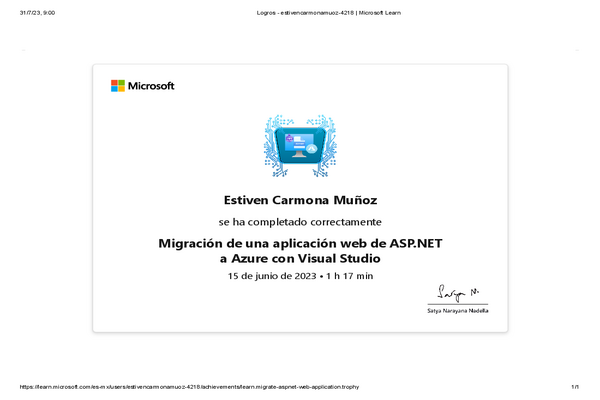 31/7/23, 9:00
Logros - estivencarmonamuoz-4218 | Microsoft Learn
Microsoft
Estiven Carmona Muñoz
se ha completado correctamente
Migración de una aplicación web de ASP.NET
a Azure con Visual Studio
15 de junio de 2023 • 1 h 17 min
Satya N.
Satya Narayana Nadella
https://learn.microsoft.com/es-mx/users/estivencarmonamuoz-4218/achievements/learn.migrate-aspnet-web-application.trophy
1/1